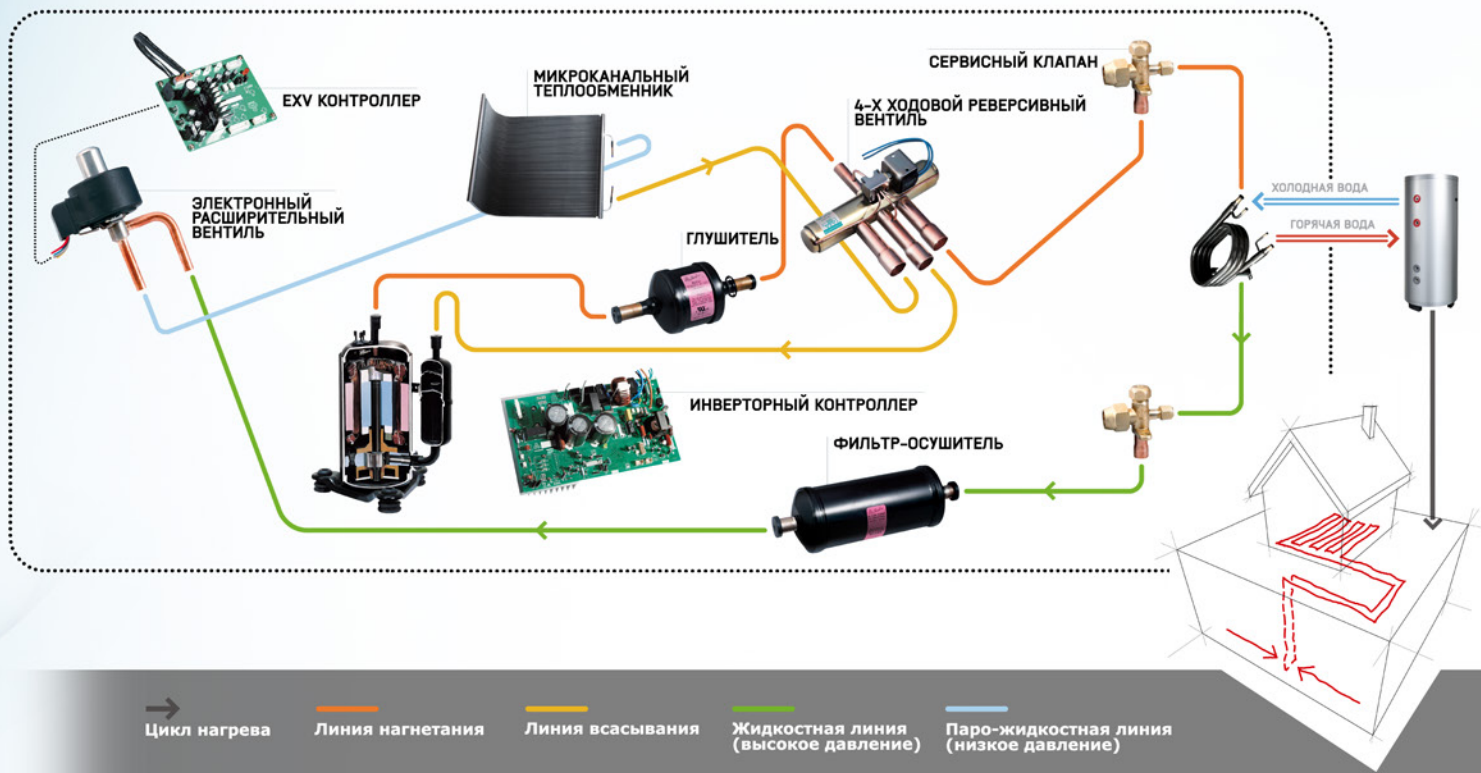 EXV КОНТРОЛЛЕР
МИКРОКАНАЛЬНЫЙ
ТЕПЛООБМЕННИК
СЕРВИСНЫЙ КЛАПАН
4-Х ХОДОВОЙ РЕВЕРСИВНЫЙ
ВЕНТИЛЬ
ЭЛЕКТРОННЫЙ
РАСШИРИТЕЛЬНЫЙ
ВЕНТИЛЬ
ХОЛОДНАЯ ВОДА
ГОРЯЧАЯ ВОДА
ГЛУШИТЕЛЬ
ИНВЕРТОРНЫЙ КОНТРОЛЛЕР
ФИЛЬТР-ОСУШИТЕЛЬ
Цикл нагрева
Линия нагнетания
Линия всасывания
Жидкостная линия
(высокое давление)
Паро-жидкостная линия
(низкое давление)